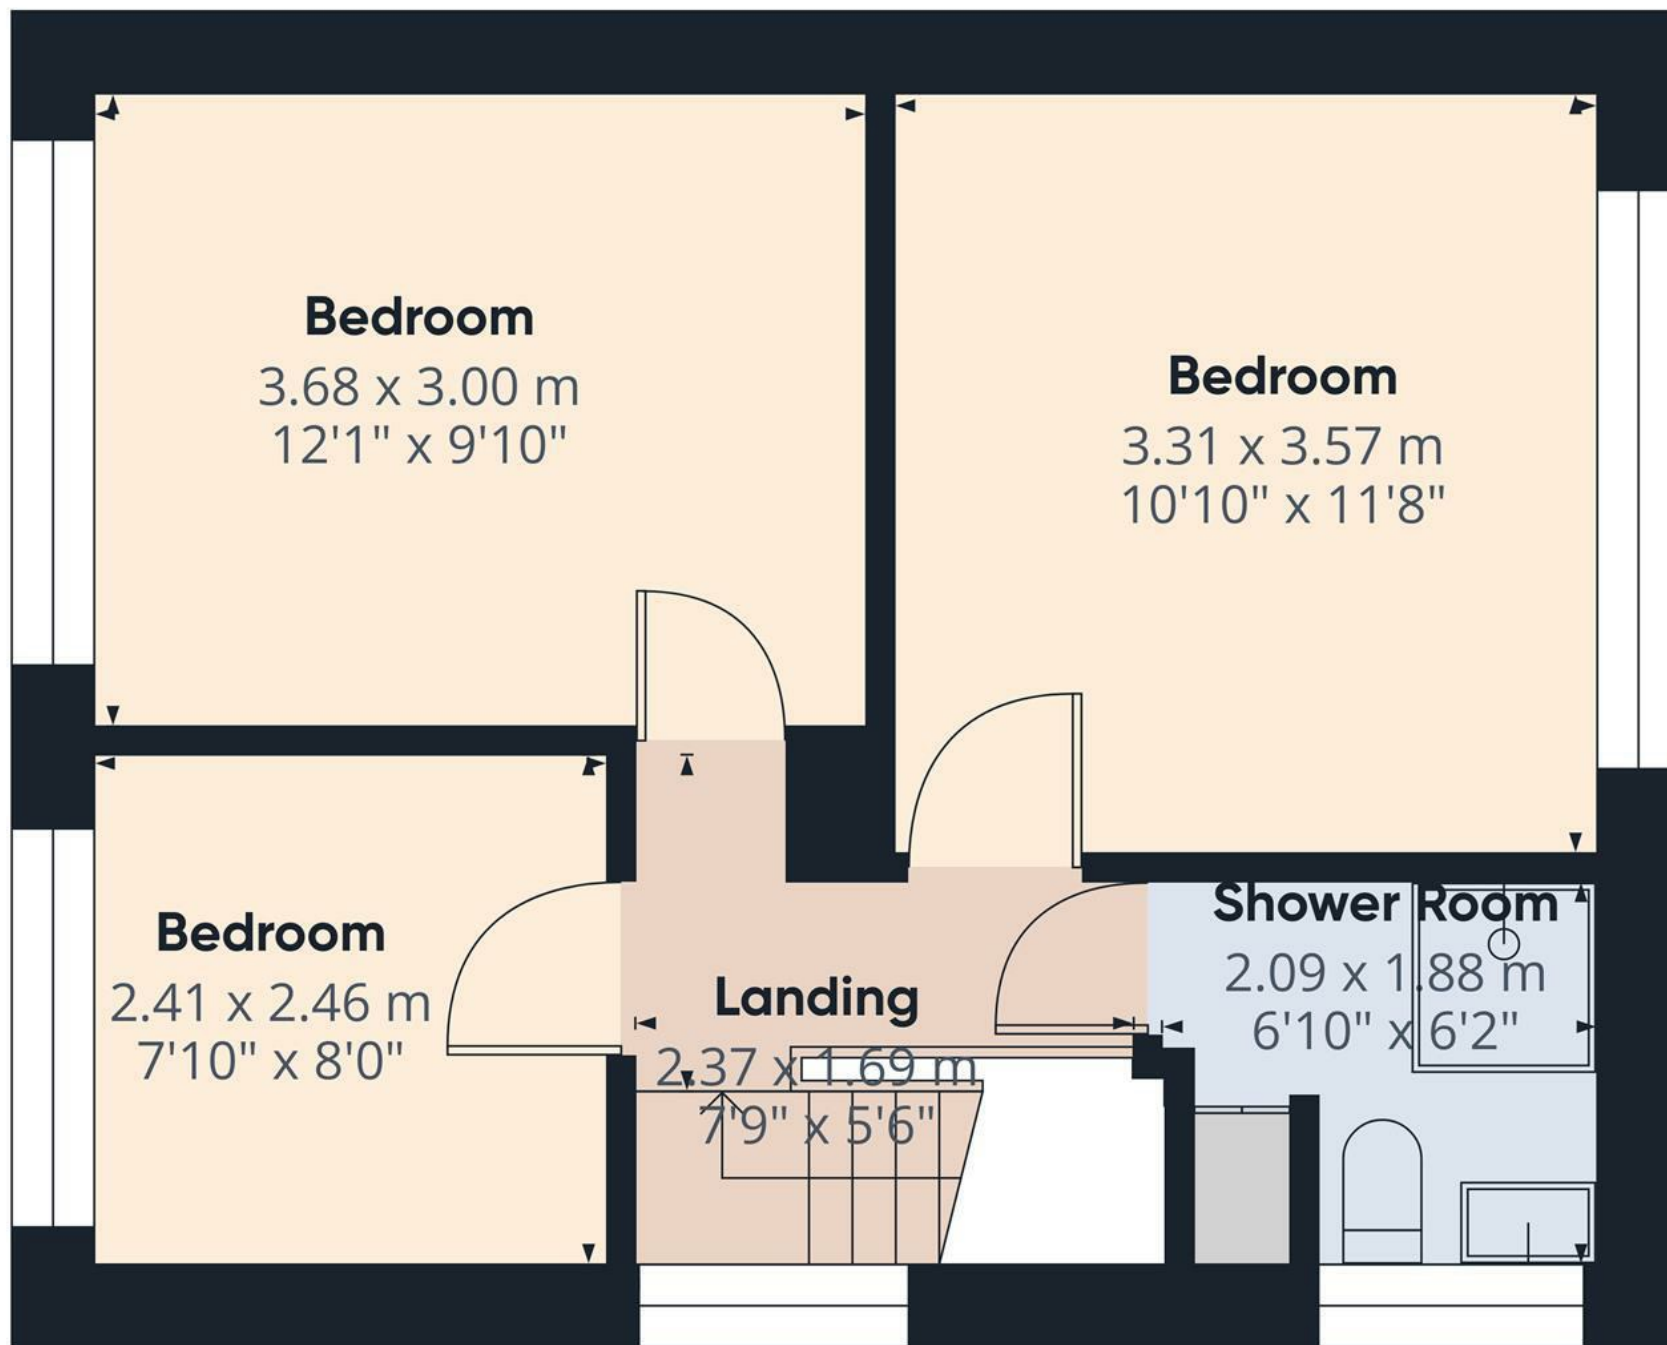 Bedroom
3.68 x 3.00 m
12'1" x 9'10"
Bedroom
3.31 x 3.57 m
10'10" x 11'8"
Bedroom
2.41 x 2.46 m
7'10" x 8'0"
Landing
2.37 x 1.69 m
7'9" x 5'6"
Shower Room
2.09 x 1.88 m
6'10" x 6'2"